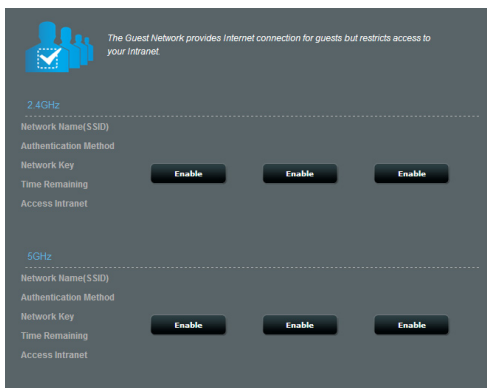 The Guest Network provides Internet connection for guests but restricts access to
your Intranet.
2.4GHz
Network Name(SSID)
Authentication Method
Network Key
Enable Enable Enable
Time Remaining
Access Intranet
5GHz
Network Name(SSID)
Authentication Method
Network Key
Enable Enable Enable
Time Remaining
Access Intranet